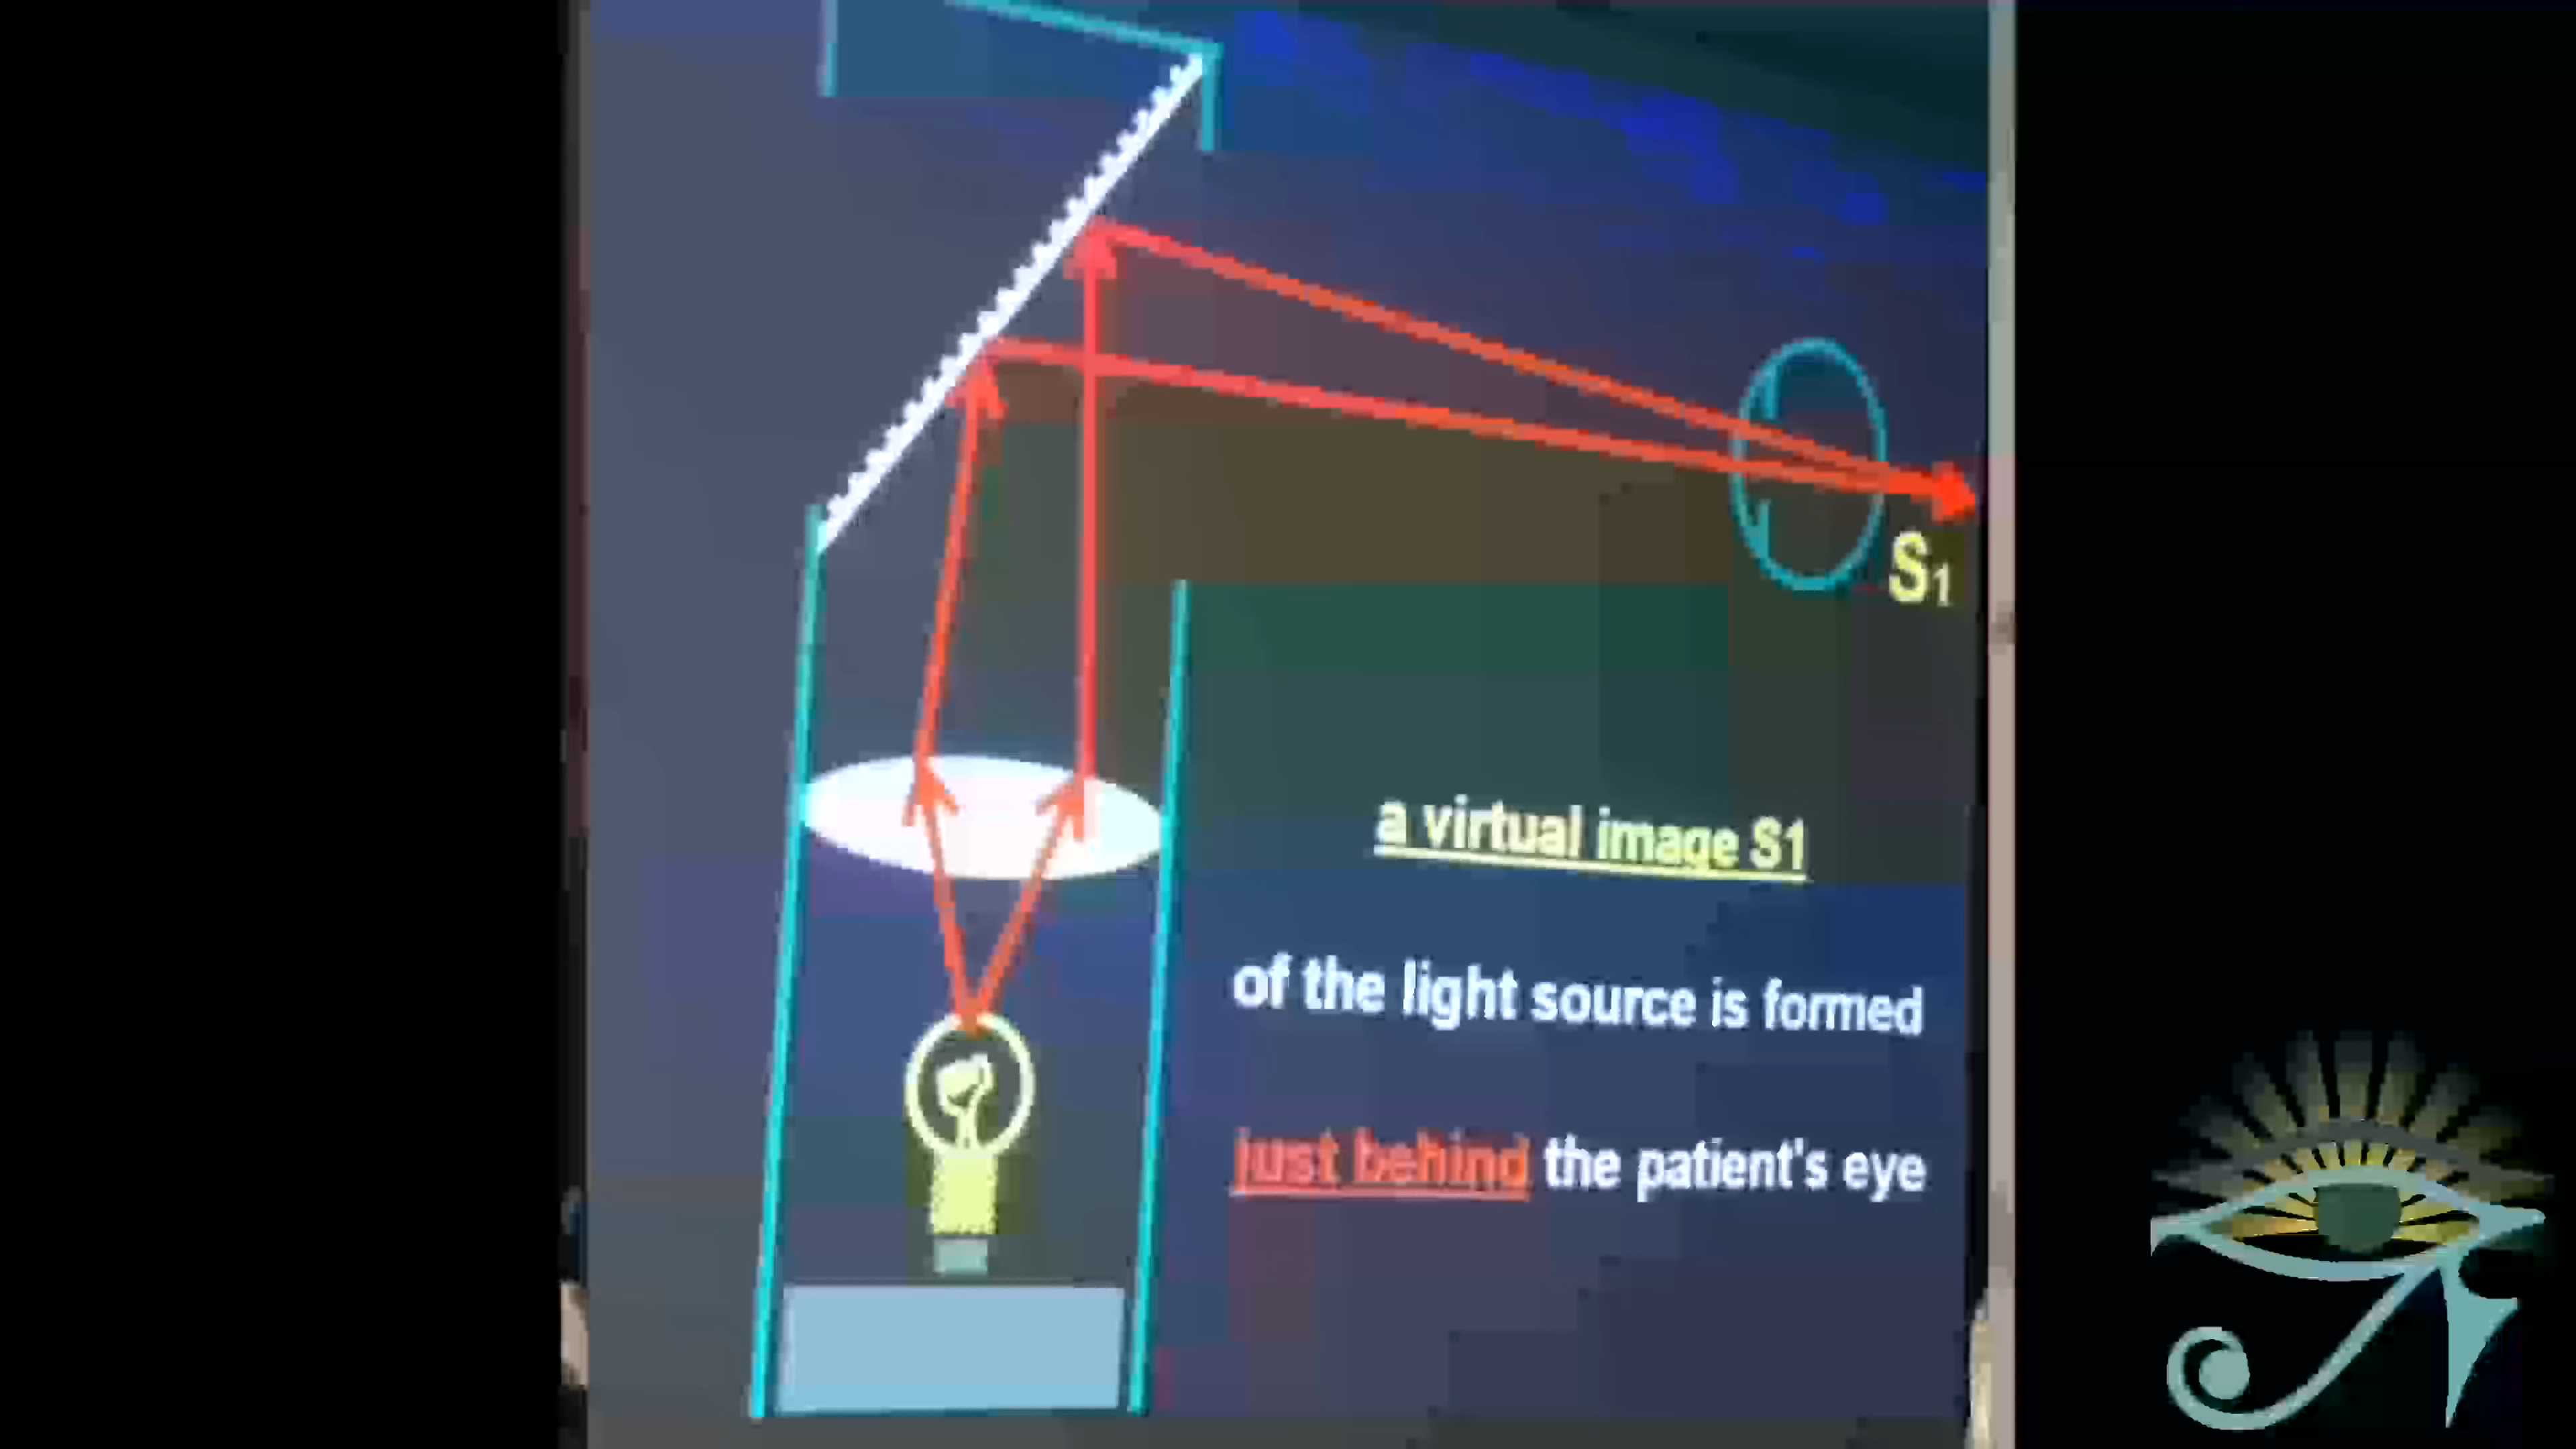 S1
a virtual image S1
of the light source is formed
just behind the patient's eye